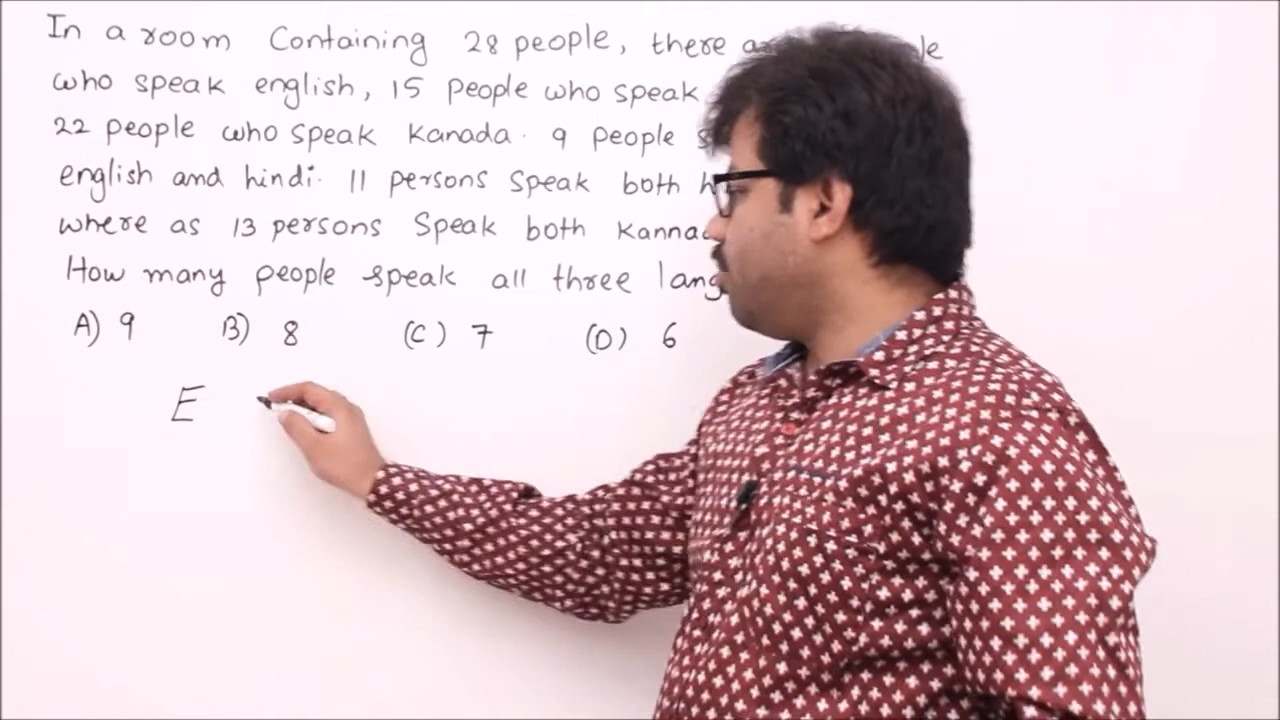 In a room Containing 28 people, there
who speak english, 15 people who speak
22 people who speak Kanada. 9 people
english and hindi. 11 persons speak both
where as 13 persons Speak both
How many people speak all three
A) 9 B) 8 (C) 7 (D) 6
E